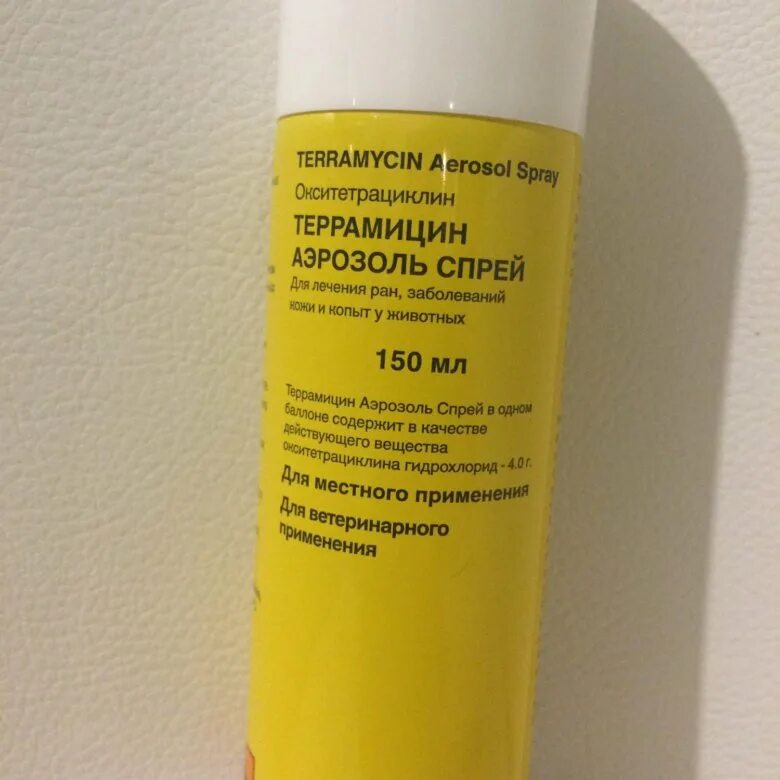 TERRAMYCIN Aerosol Spray
Окситетрациклин
ТЕРРАМИЦИН
АЭРОЗОЛЬ СПРЕЙ
Для лечения ран, заболеваний
кожи и копыт у животных
150 мл
Террамицин Аэрозоль Спрей в одном
баллоне содержит в качестве
действующего вещества
окситетрациклина гидрохлорид - 4.0 г.
Для местного применения
Для ветеринарного
применения